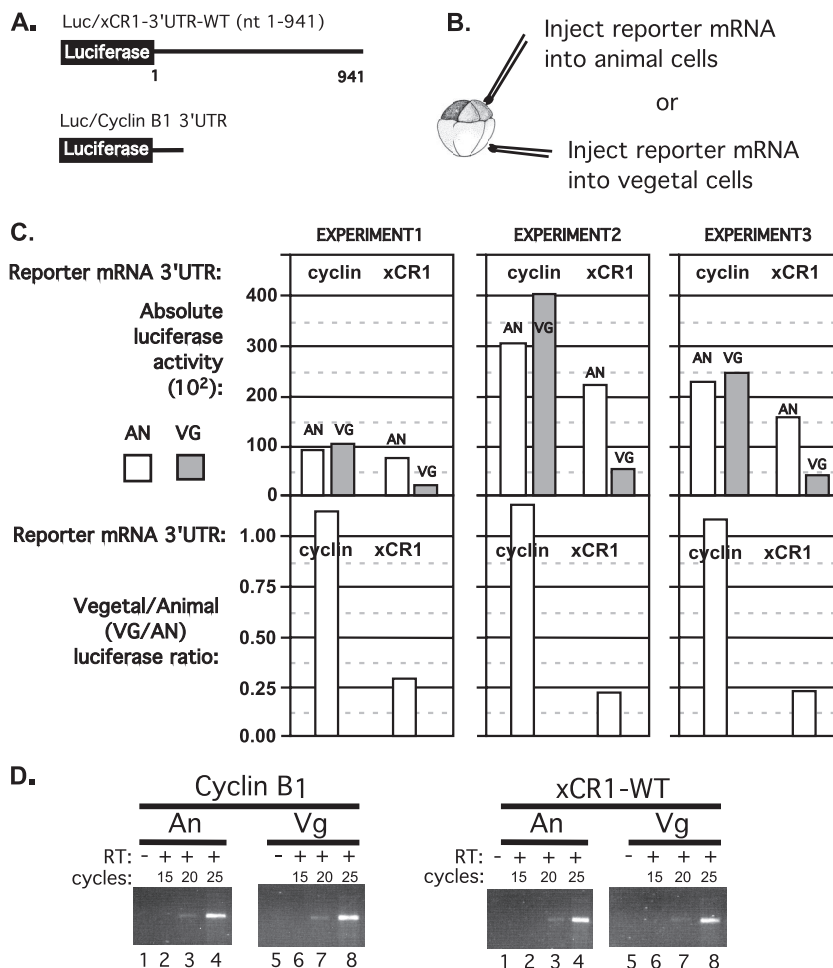 A.
Luc/xCR1-3'UTR-WT (nt 1-941)
Luciferase
1 941
Luc/Cyclin B1 3'UTR
Luciferase
B.
Inject reporter mRNA
into animal cells
or
Inject reporter mRNA
into vegetal cells
C.
EXPERIMENT1 EXPERIMENT2 EXPERIMENT3
Reporter mRNA 3'UTR: cyclin xCR1 cyclin xCR1 cyclin xCR1
Absolute
luciferase
activity
(10²):
AN VG
400
300
200
100
0
AN VG AN VG
AN VG AN VG
AN VG AN VG
Reporter mRNA 3'UTR: cyclin xCR1 cyclin xCR1 cyclin xCR1
Vegetal/Animal
(VG/AN)
luciferase ratio:
1.00
0.75
0.50
0.25
0.00
D.
Cyclin B1 xCR1-WT
An Vg An Vg
RT: - + + + - + + + - + + + - + + +
cycles: 15 20 25 15 20 25 15 20 25 15 20 25
1 2 3 4 5 6 7 8 1 2 3 4 5 6 7 8